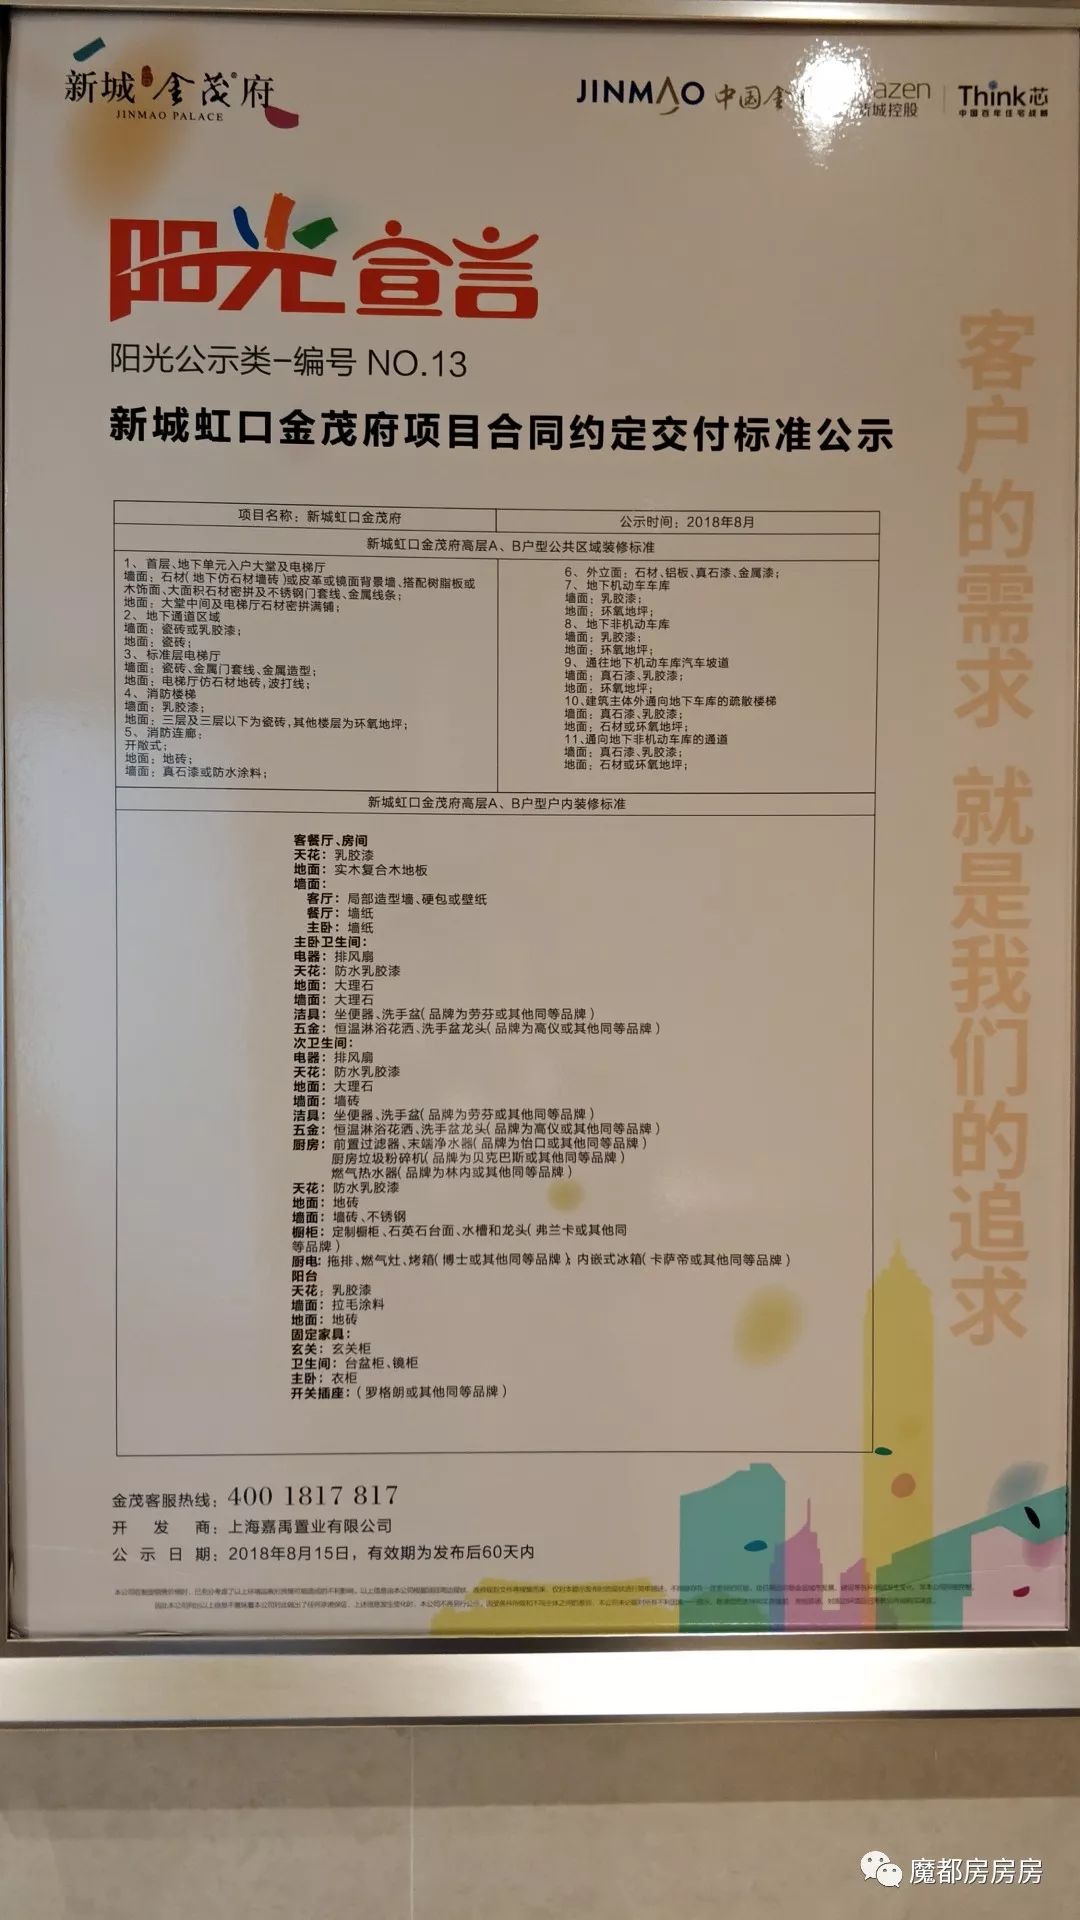 新城金茂府
JINMAO PALACE
JINMAO 中国金
azen
新城控股
Think芯
中国百年住宅战略
阳光宣言
阳光公示类-编号 NO.13
新城虹口金茂府项目合同约定交付标准公示
客户的需求 就是我们的追求
项目名称：新城虹口金茂府
公示时间：2018年8月
新城虹口金茂府高层A、B户型公共区域装修标准
1、首层、地下单元入户大堂及电梯厅
墙面：石材(地下仿石材墙砖)或皮革或镜面背景墙、搭配树脂板或
木饰面、大面积石材密拼及不锈钢门套线、金属线条；
地面：大堂中间及电梯厅石材密拼满铺；
2、地下通道区域
墙面：瓷砖或乳胶漆；
地面：瓷砖；
3、标准层电梯厅
墙面：瓷砖、金属门套线、金属造型；
地面：电梯厅仿石材地砖，波打线；
4、消防楼梯
墙面：乳胶漆；
地面：三层及三层以下为瓷砖，其他楼层为环氧地坪；
5、消防连廊：
开敞式；
地面：地砖；
墙面：真石漆或防水涂料；
6、外立面：石材、铝板、真石漆、金属漆；
7、地下机动车车库
墙面：乳胶漆；
地面：环氧地坪；
8、地下非机动车库
墙面：乳胶漆；
地面：环氧地坪；
9、通往地下机动车库汽车坡道
墙面：真石漆、乳胶漆；
地面：环氧地坪；
10、建筑主体外通向地下车库的疏散楼梯
墙面：真石漆、乳胶漆；
地面：石材或环氧地坪；
11、通向地下非机动车库的通道
墙面：真石漆、乳胶漆；
地面：石材或环氧地坪；
新城虹口金茂府高层A、B户型户内装修标准
客餐厅、房间
天花：乳胶漆
地面：实木复合木地板
墙面：
客厅：局部造型墙、硬包或壁纸
餐厅：墙纸
主卧：墙纸
主卧卫生间：
电器：排风扇
天花：防水乳胶漆
地面：大理石
墙面：大理石
洁具：坐便器、洗手盆(品牌为劳芬或其他同等品牌)
五金：恒温淋浴花洒、洗手盆龙头(品牌为高仪或其他同等品牌)
次卫生间：
电器：排风扇
天花：防水乳胶漆
地面：大理石
墙面：墙砖
洁具：坐便器、洗手盆(品牌为劳芬或其他同等品牌)
五金：恒温淋浴花洒、洗手盆龙头(品牌为高仪或其他同等品牌)
厨房：前置过滤器、末端净水器(品牌为怡口或其他同等品牌)
厨房垃圾粉碎机(品牌为贝克巴斯或其他同等品牌)
燃气热水器(品牌为林内或其他同等品牌)
天花：防水乳胶漆
地面：地砖
墙面：墙砖、不锈钢
橱柜：定制橱柜、石英石台面、水槽和龙头(弗兰卡或其他同
等品牌)
厨电：拖排、燃气灶、烤箱(博士或其他同等品牌)；内嵌式冰箱(卡萨帝或其他同等品牌)
阳台
天花；乳胶漆
墙面：拉毛涂料
地面：地砖
固定家具：
玄关：玄关柜
卫生间：台盆柜、镜柜
主卧：衣柜
开关插座：(罗格朗或其他同等品牌)
金茂客服热线：400 1817 817
开发商：上海嘉禹置业有限公司
公示日期：2018年8月15日，有效期为发布后60天内
魔都房房房